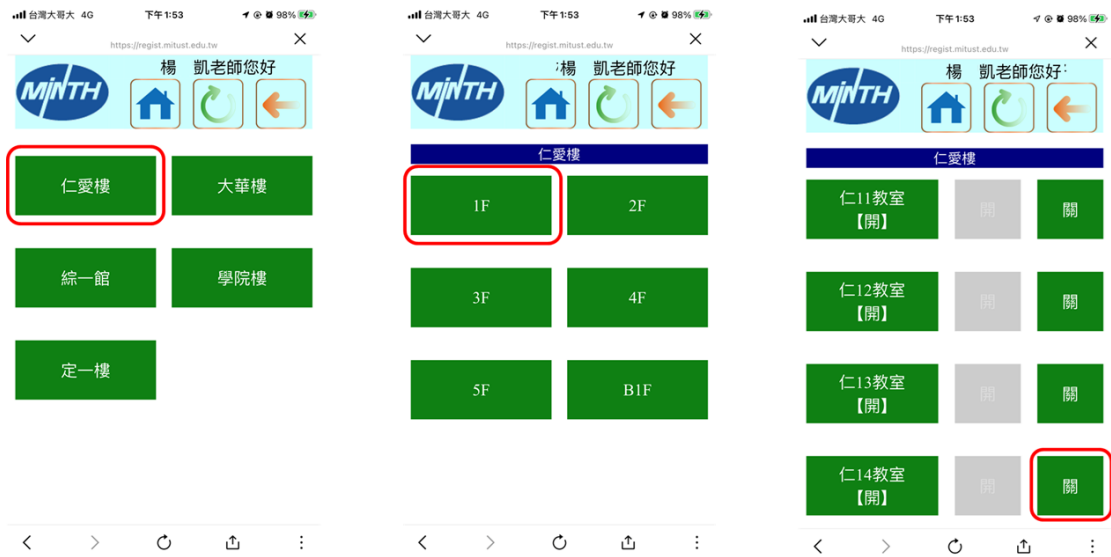 台灣大哥大 4G 下午1:53 98%
https://regist.mitust.edu.tw
楊 凱老師您好
MiNTH
仁愛樓 大華樓
綜一館 學院樓
定一樓
台灣大哥大 4G 下午1:53 98%
https://regist.mitust.edu.tw
楊 凱老師您好
MiNTH
仁愛樓
1F 2F
3F 4F
5F B1F
台灣大哥大 4G 下午1:53 98%
https://regist.mitust.edu.tw
楊 凱老師您好
MiNTH
仁愛樓
仁11教室
【開】 開 關
仁12教室
【開】 開 關
仁13教室
【開】 開 關
仁14教室
【開】 開 關